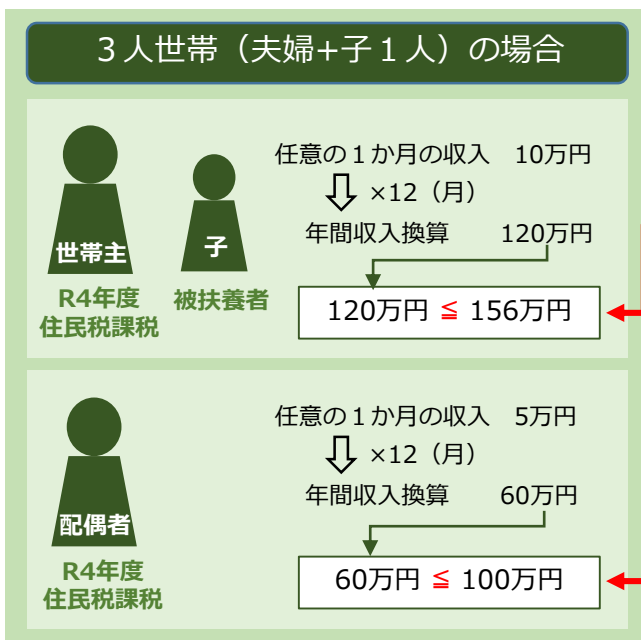 ３人世帯（夫婦+子１人）の場合
任意の１か月の収入　10万円
×12（月）
年間収入換算　120万円
世帯主
子
R4年度
住民税課税
被扶養者
120万円 ≦ 156万円
任意の１か月の収入　5万円
×12（月）
年間収入換算　60万円
配偶者
R4年度
住民税課税
60万円 ≦ 100万円